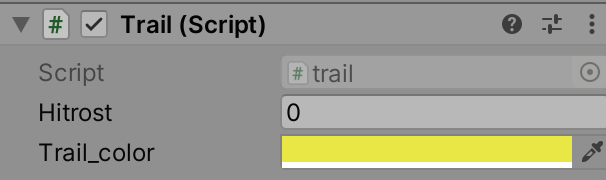 # Trail (Script)
Script # trail
Hitrost 0
Trail_color